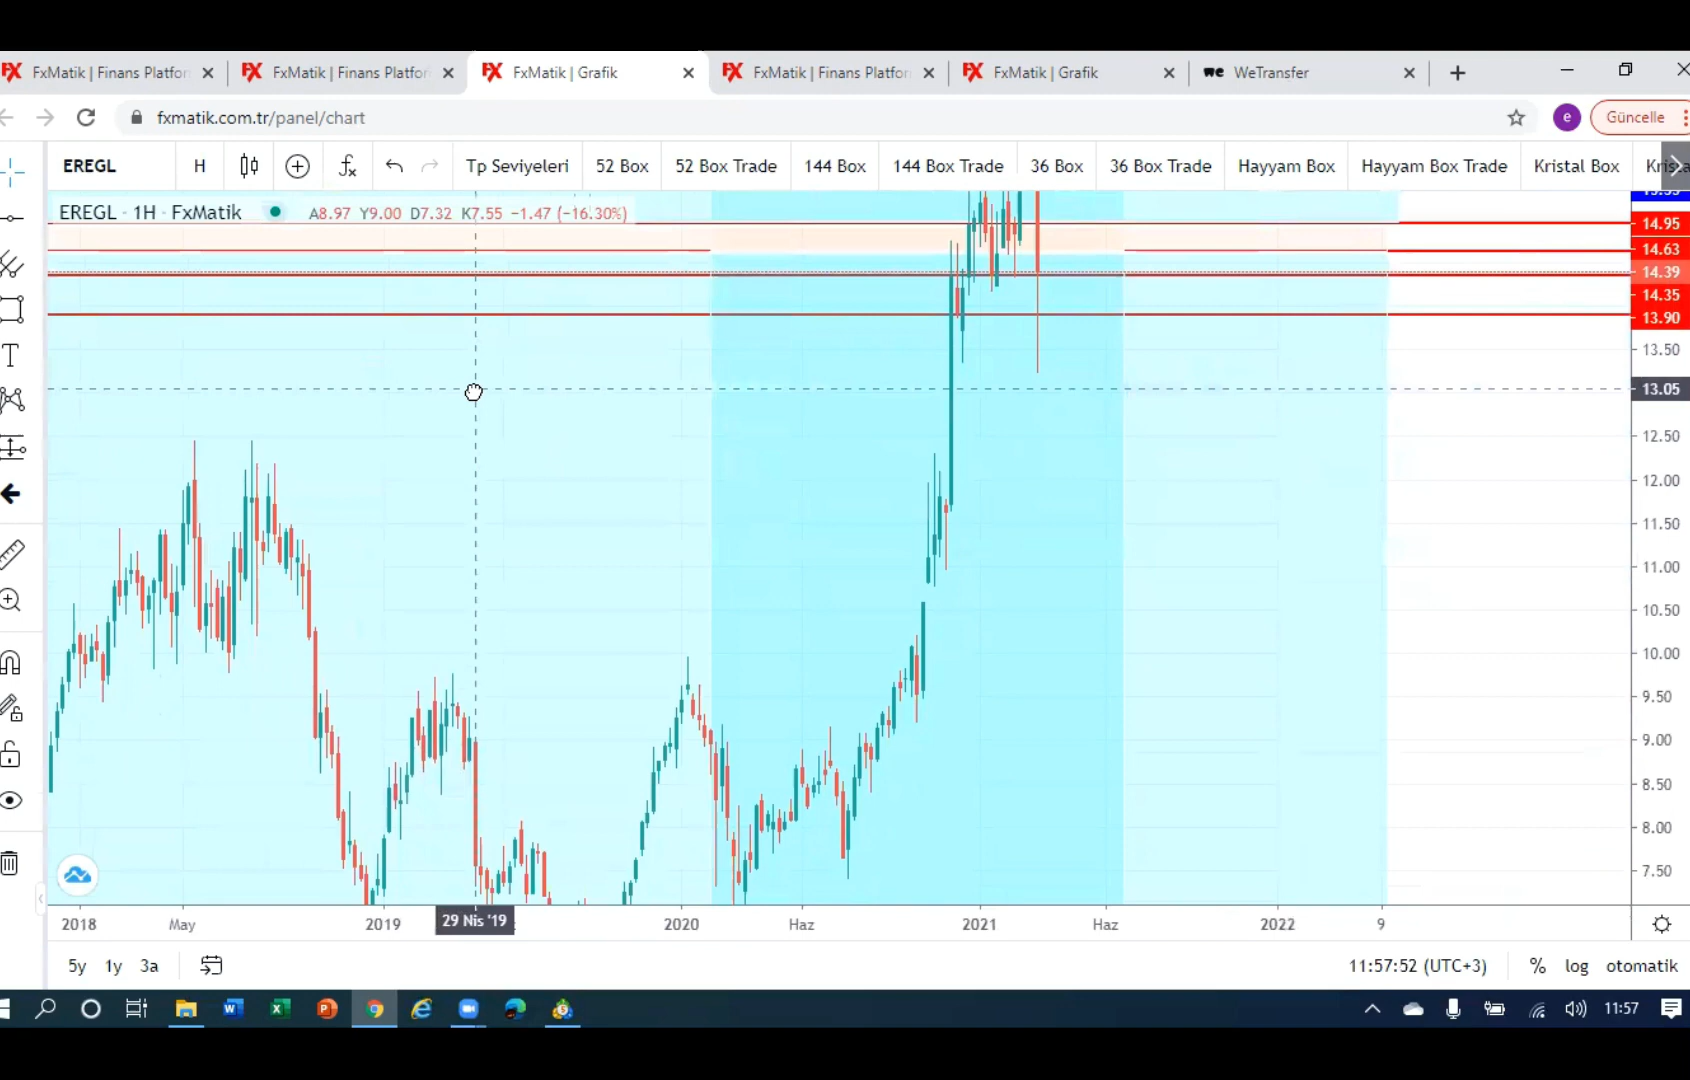 FxMatik | Finans Platfor
FxMatik | Finans Platfor
FxMatik | Grafik
FxMatik | Finans Platfor
FxMatik | Grafik
we WeTransfer
fxmatik.com.tr/panel/chart
e
Güncelle
EREGL H Tp Seviyeleri 52 Box 52 Box Trade 144 Box 144 Box Trade 36 Box 36 Box Trade Hayyam Box Hayyam Box Trade Kristal Box
EREGL · 1H · FxMatik A8.97 Y9.00 D7.32 K7.55 −1.47 (−16.30%)
14.95
14.63
14.39
14.35
13.90
13.50
13.05
12.50
12.00
11.50
11.00
10.50
10.00
9.50
9.00
8.50
8.00
7.50
2018 May 2019 29 Nis '19 2020 Haz 2021 Haz 2022 9
5y 1y 3a 11:57:52 (UTC+3) % log otomatik
11:57